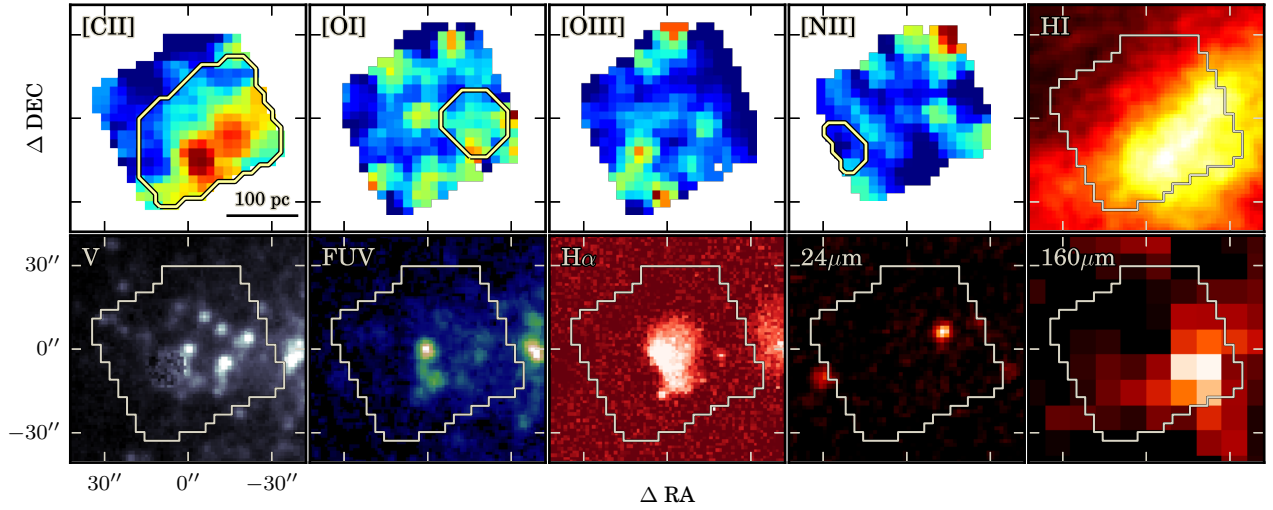 [CII] [OI] [OIII] [NII] HI
Δ DEC
100 pc
V FUV Hα 24μm 160μm
30′′
0′′
−30′′
30′′ 0′′ −30′′
Δ RA